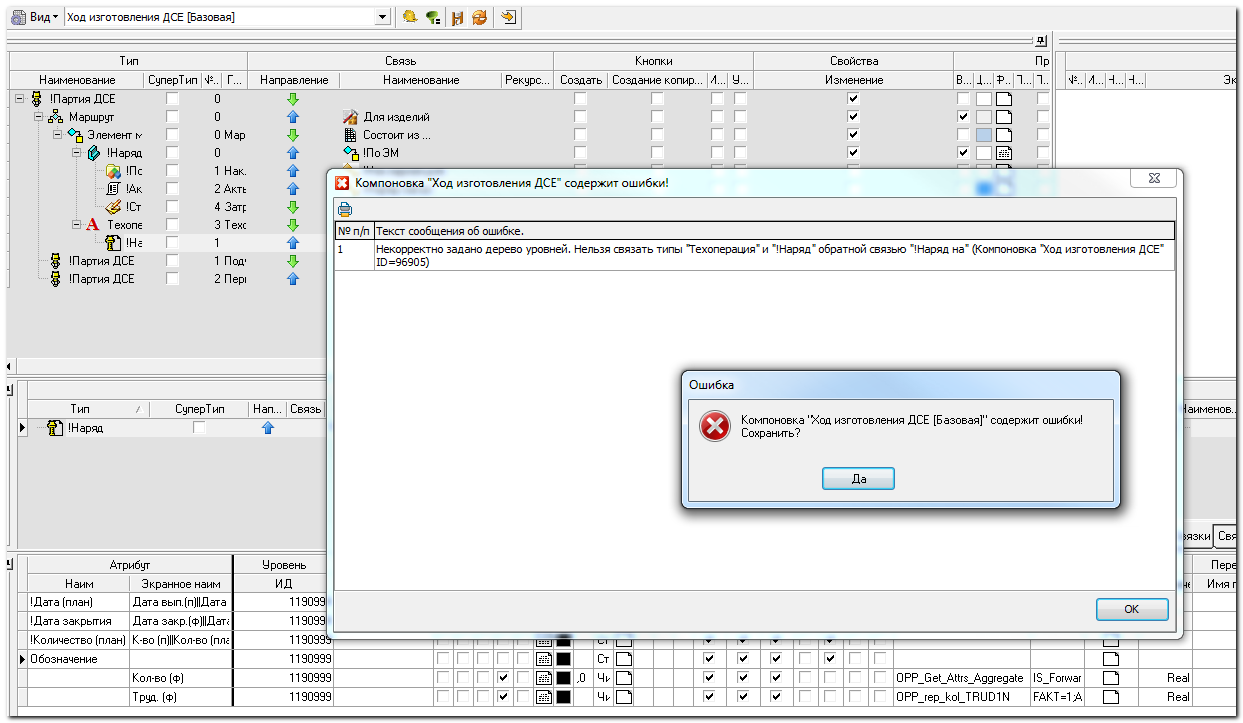 Вид Ход изготовления ДСЕ [Базовая]
Тип Связь Кнопки Свойства Пр
Наименование СуперТип №.. Г... Направление Наименование Рекурс... Создать Создание копир... И... У... Изменение В... Ц... Ф... Т... Т... №.. И... Ч... Ч... Эк
!Партия ДСЕ 0
Маршрут 0 Для изделий
Элемент м 0 Мар Состоит из ...
!Наряд 0 !По ЭМ
!Пс 1 Нак.
!Ак 2 Акты
!Ст 4 Затр
Техопе 3 Техо
!На 1
!Партия ДСЕ 1 Поду
!Партия ДСЕ 2 Перв
Компоновка "Ход изготовления ДСЕ" содержит ошибки!
№ п/п Текст сообщения об ошибке.
1 Некорректно задано дерево уровней. Нельзя связать типы "Техоперация" и "!Наряд" обратной связью "!Наряд на" (Компоновка "Ход изготовления ДСЕ"
ID=96905)
Ошибка
Компоновка "Ход изготовления ДСЕ [Базовая]" содержит ошибки!
Сохранить?
Да
OK
Тип / СуперТип Нап... Связь Наименов..
!Наряд
вязки Свя
Атрибут Уровень Пере
Наим Экранное наим ИД Имя п
!Дата (план) Дата вып.(п)||Дата 1190999
!Дата закрытия Дата закр.(ф)||Дата 1190999
!Количество (план) К-во (п)||Кол-во (пла 1190999 Ст
Обозначение 1190999 Ст
Кол-во (ф) 1190999 ,0 Чи OPP_Get_Attrs_Aggregate IS_Forwar Real
Труд. (ф) 1190999 Чи OPP_rep_kol_TRUD1N FAKT=1;A Real